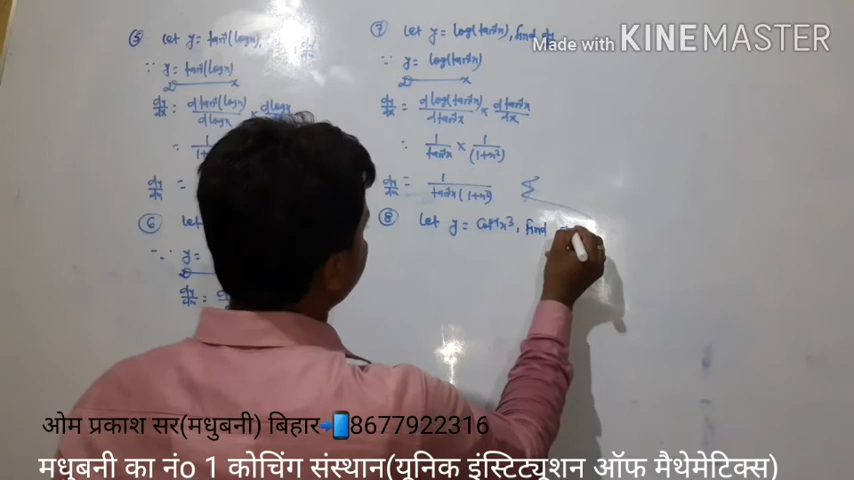 Made with KINEMASTER
⑤ Let y = tan⁻¹(logx),
∵ y = tan⁻¹(logx)
dy/dx = d tan⁻¹(logx)/d logx × d logx
dy/dx =
⑥ Let
∵ y =
dy/dx =
⑦ Let y = log(tan⁻¹x), find dy
∵ y = log(tan⁻¹x)
dy/dx = d log(tan⁻¹x)/d tan⁻¹x × d tan⁻¹x/dx
= 1/tan⁻¹x × 1/(1+x²)
dy/dx = 1/tan⁻¹x (1+x²)
⑧ Let y = cot⁻¹x³, find
ओम प्रकाश सर(मधुबनी) बिहार➡📱8677922316
मधुबनी का नंo 1 कोचिंग संस्थान(यूनिक इंस्टिट्यूशन ऑफ मैथेमेटिक्स)